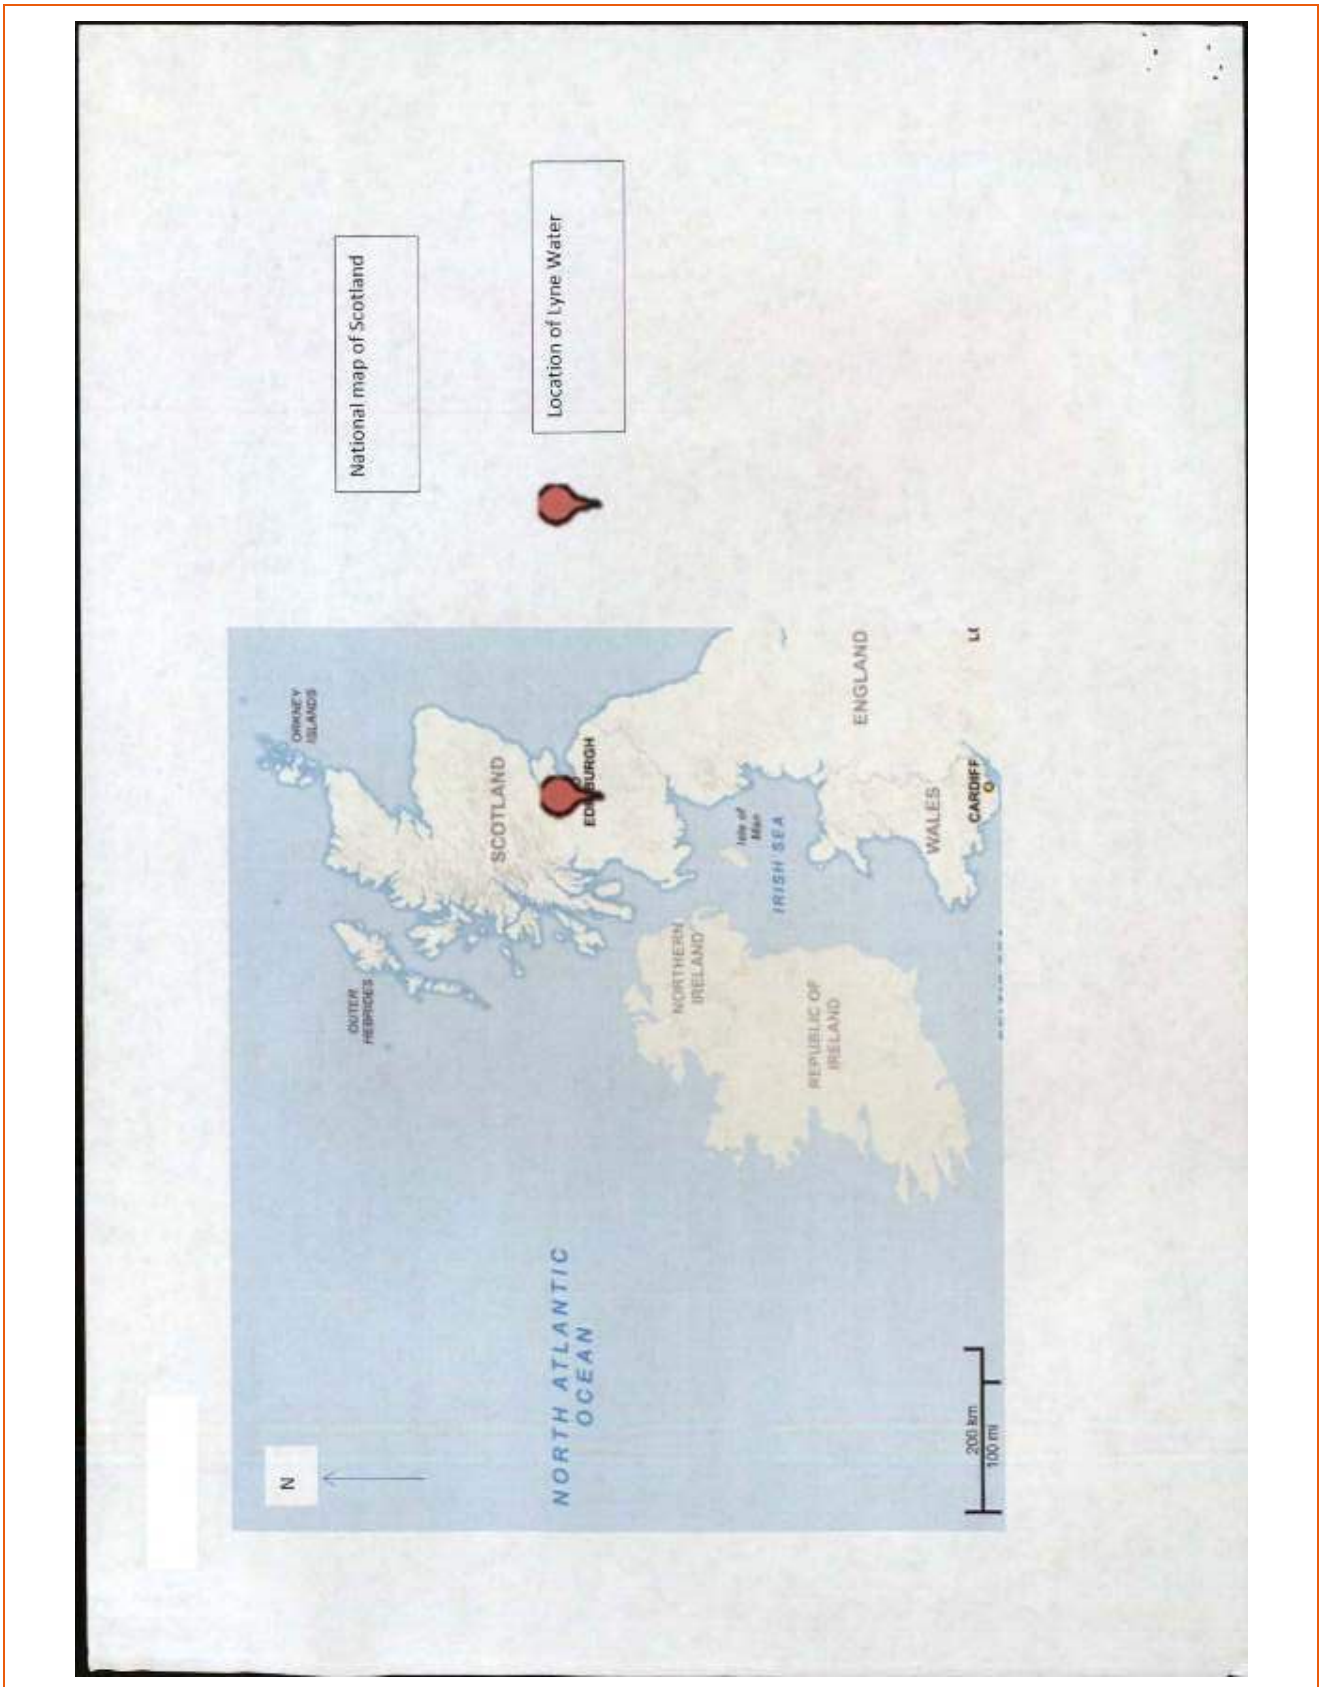 National map of Scotland
Location of Lyne Water
N
ORKNEY
ISLANDS
OUTER
HEBRIDES
SCOTLAND
NORTH ATLANTIC
OCEAN
NORTHERN
IRELAND
Isle of
Man
IRISH SEA
REPUBLIC OF
IRELAND
ENGLAND
WALES
CARDIFF
200 km
100 mi